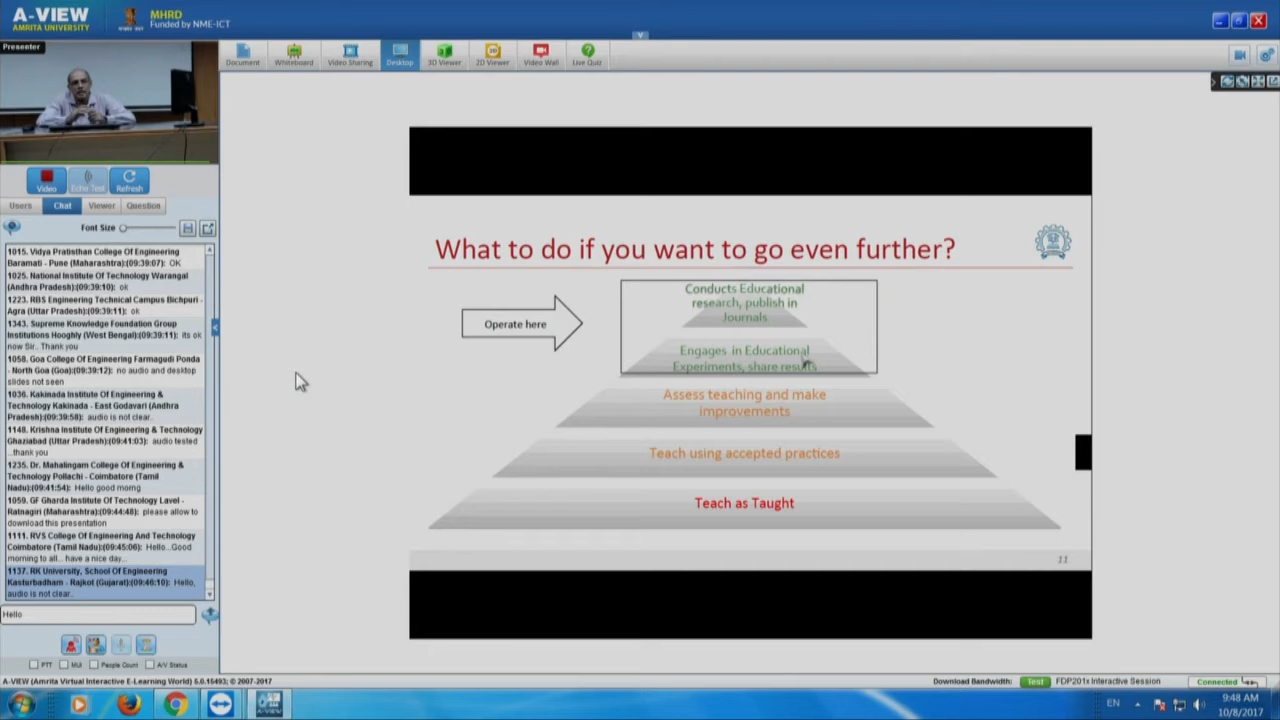 A-VIEW
AMRITA UNIVERSITY
MHRD
Funded by NME-ICT
Presenter
Document
Whiteboard
Video Sharing
Desktop
3D Viewer
2D Viewer
Video Wall
Live Quiz
Video
Echo Test
Refresh
Users
Chat
Viewer
Question
Font Size
1015. Vidya Pratisthan College Of Engineering
Baramati - Pune (Maharashtra):(09:39:07): OK
1025. National Institute Of Technology Warangal
(Andhra Pradesh):(09:39:10): ok
1223. RBS Engineering Technical Campus Bichpuri -
Agra (Uttar Pradesh):(09:39:11): ok
1343. Supreme Knowledge Foundation Group
Institutions Hooghly (West Bengal):(09:39:11): its ok
now Sir.. Thank you
1058. Goa College Of Engineering Farmagudi Ponda
- North Goa (Goa):(09:39:12): no audio and desktop
slides not seen
1036. Kakinada Institute Of Engineering &
Technology Kakinada - East Godavari (Andhra
Pradesh):(09:39:58): audio is not clear..
1148. Krishna Institute Of Engineering & Technology
Ghaziabad (Uttar Pradesh):(09:41:03): audio tested
...thank you
1235. Dr. Mahalingam College Of Engineering &
Technology Pollachi - Coimbatore (Tamil
Nadu):(09:41:54): Hello good morng
1059. GF Gharda Institute Of Technology Lavel -
Ratnagiri (Maharashtra):(09:44:48): please allow to
download this presentation
1111. RVS College Of Engineering And Technology
Coimbatore (Tamil Nadu):(09:45:06): Hello...Good
morning to all... have a nice day...
1137. RK University, School Of Engineering
Kasturbadham - Rajkot (Gujarat):(09:46:10): Hello,
audio is not clear..
Hello
PTT
MUI
People Count
A/V Status
What to do if you want to go even further?
Operate here
Conducts Educational
research, publish in
Journals
Engages in Educational
Experiments, share results
Assess teaching and make
improvements
Teach using accepted practices
Teach as Taught
11
A-VIEW (Amrita Virtual Interactive E-Learning World) 5.0.15493; © 2007-2017
Download Bandwidth:
Test
FDP201x Interactive Session
Connected
EN
9:48 AM
10/8/2017